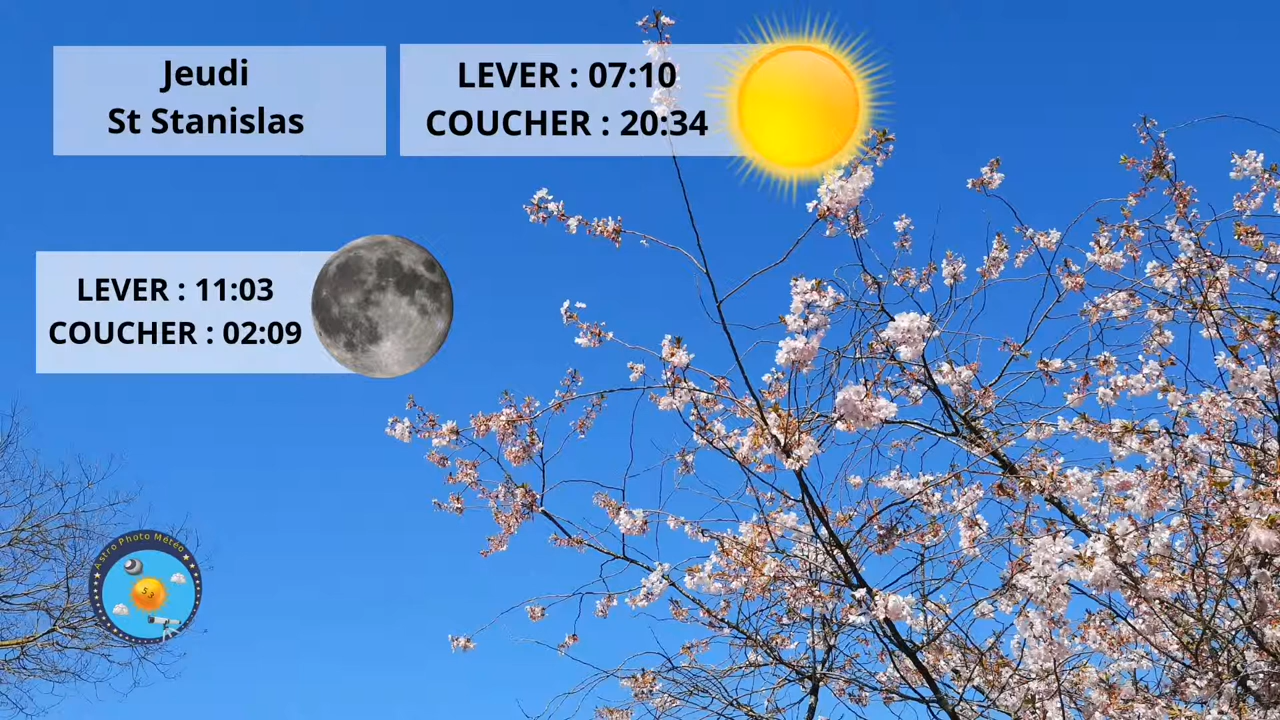 Jeudi
St Stanislas
LEVER : 07:10
COUCHER : 20:34
LEVER : 11:03
COUCHER : 02:09
Astro Photo Météo
53